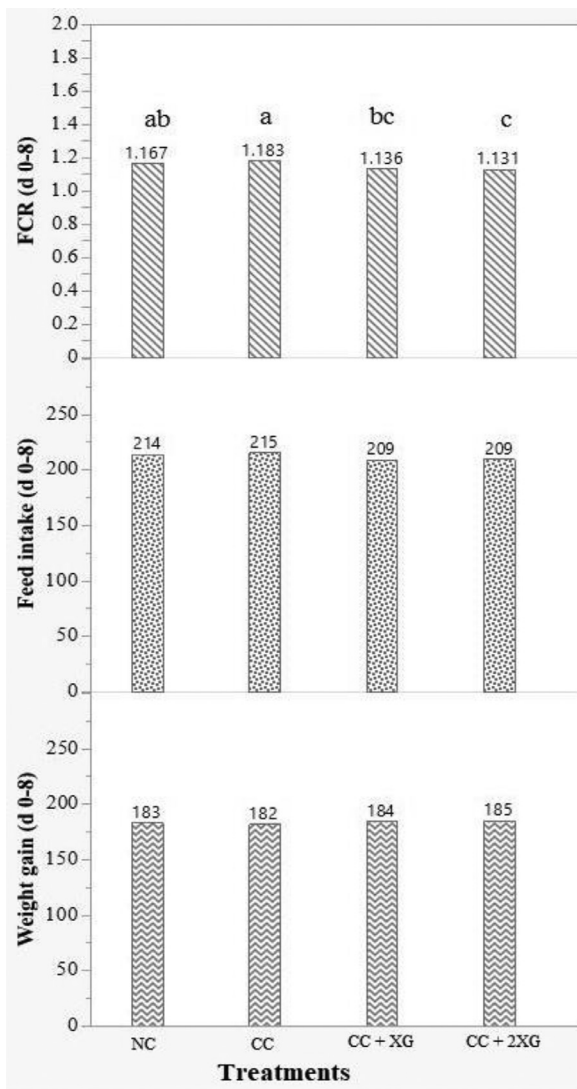 FCR (d 0-8)
2.0
1.8
1.6
1.4
1.2
1.0
0.8
0.6
0.4
0.2
0
ab a bc c
1.167 1.183 1.136 1.131
Feed intake (d 0-8)
250
200
150
100
50
0
214 215 209 209
Weight gain (d 0-8)
250
200
150
100
50
0
183 182 184 185
NC CC CC + XG CC + 2XG
Treatments